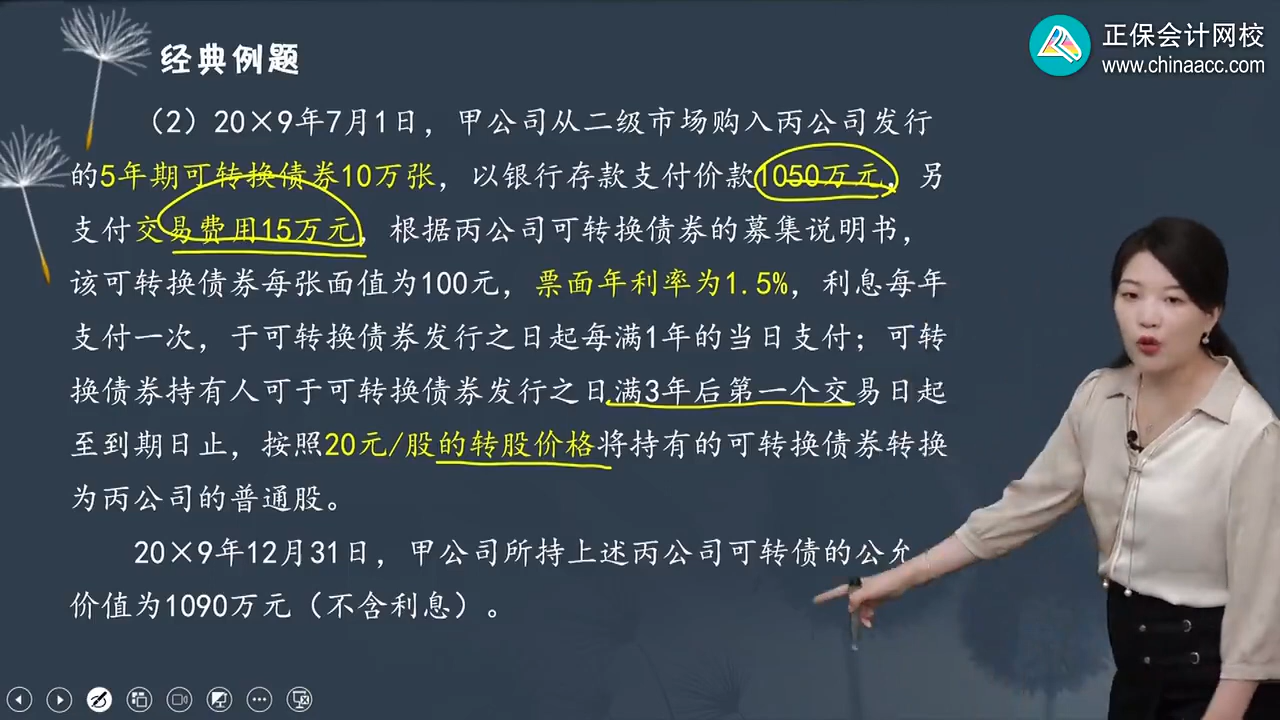 经典例题
正保会计网校
www.chinaacc.com
（2）20×9年7月1日，甲公司从二级市场购入丙公司发行
的5年期可转换债券10万张，以银行存款支付价款1050万元，另
支付交易费用15万元，根据丙公司可转换债券的募集说明书，
该可转换债券每张面值为100元，票面年利率为1.5%，利息每年
支付一次，于可转换债券发行之日起每满1年的当日支付；可转
换债券持有人可于可转换债券发行之日满3年后第一个交易日起
至到期日止，按照20元/股的转股价格将持有的可转换债券转换
为丙公司的普通股。
20×9年12月31日，甲公司所持上述丙公司可转债的公允
价值为1090万元（不含利息）。